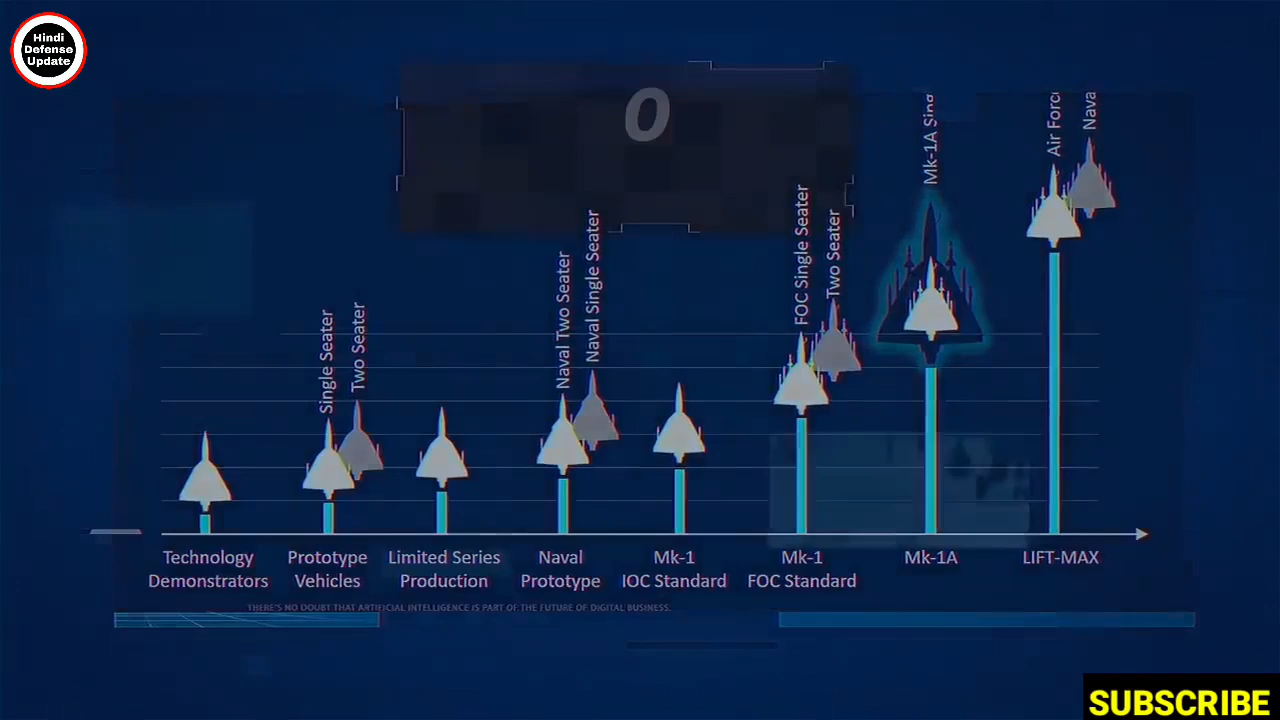 Hindi
Defense
Update
0
Single Seater
Two Seater
Naval Two Seater
Naval Single Seater
FOC Single Seater
Two Seater
Mk-1A
Technology
Demonstrators
Prototype
Vehicles
Limited Series
Production
Naval
Prototype
Mk-1
IOC Standard
Mk-1
FOC Standard
Mk-1A
LIFT-MAX
THERE'S NO DOUBT THAT ARTIFICIAL INTELLIGENCE IS PART OF THE FUTURE OF DIGITAL BUSINESS.
SUBSCRIBE